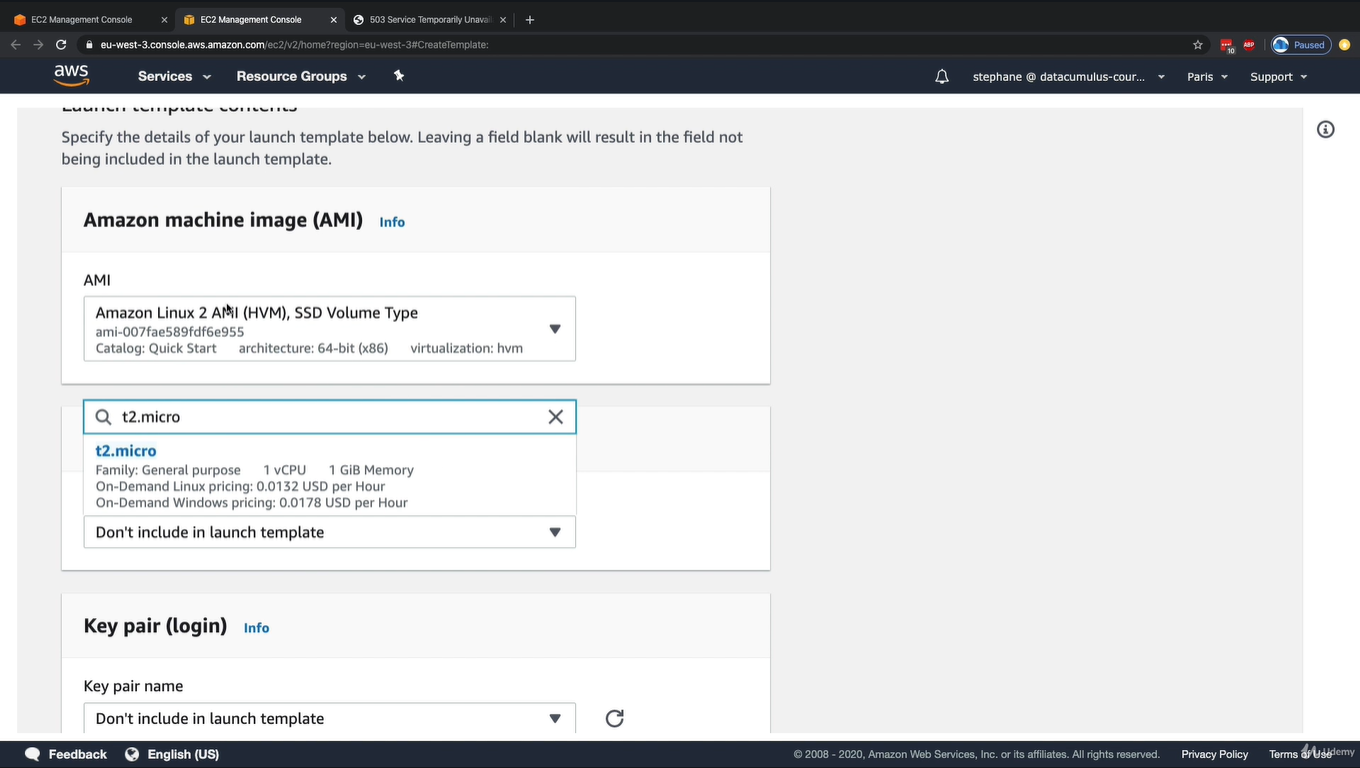 EC2 Management Console
EC2 Management Console
503 Service Temporarily Unavai
eu-west-3.console.aws.amazon.com/ec2/v2/home?region=eu-west-3#CreateTemplate:
10
ABP
Paused
aws
Services
Resource Groups
stephane @ datacumulus-cour...
Paris
Support
Launch template contents
Specify the details of your launch template below. Leaving a field blank will result in the field not
being included in the launch template.
Amazon machine image (AMI)
Info
AMI
Amazon Linux 2 AMI (HVM), SSD Volume Type
ami-007fae589fdf6e955
Catalog: Quick Start architecture: 64-bit (x86) virtualization: hvm
t2.micro
t2.micro
Family: General purpose 1 vCPU 1 GiB Memory
On-Demand Linux pricing: 0.0132 USD per Hour
On-Demand Windows pricing: 0.0178 USD per Hour
Don't include in launch template
Key pair (login)
Info
Key pair name
Don't include in launch template
Feedback
English (US)
© 2008 - 2020, Amazon Web Services, Inc. or its affiliates. All rights reserved.
Privacy Policy
Terms of Use
Udemy